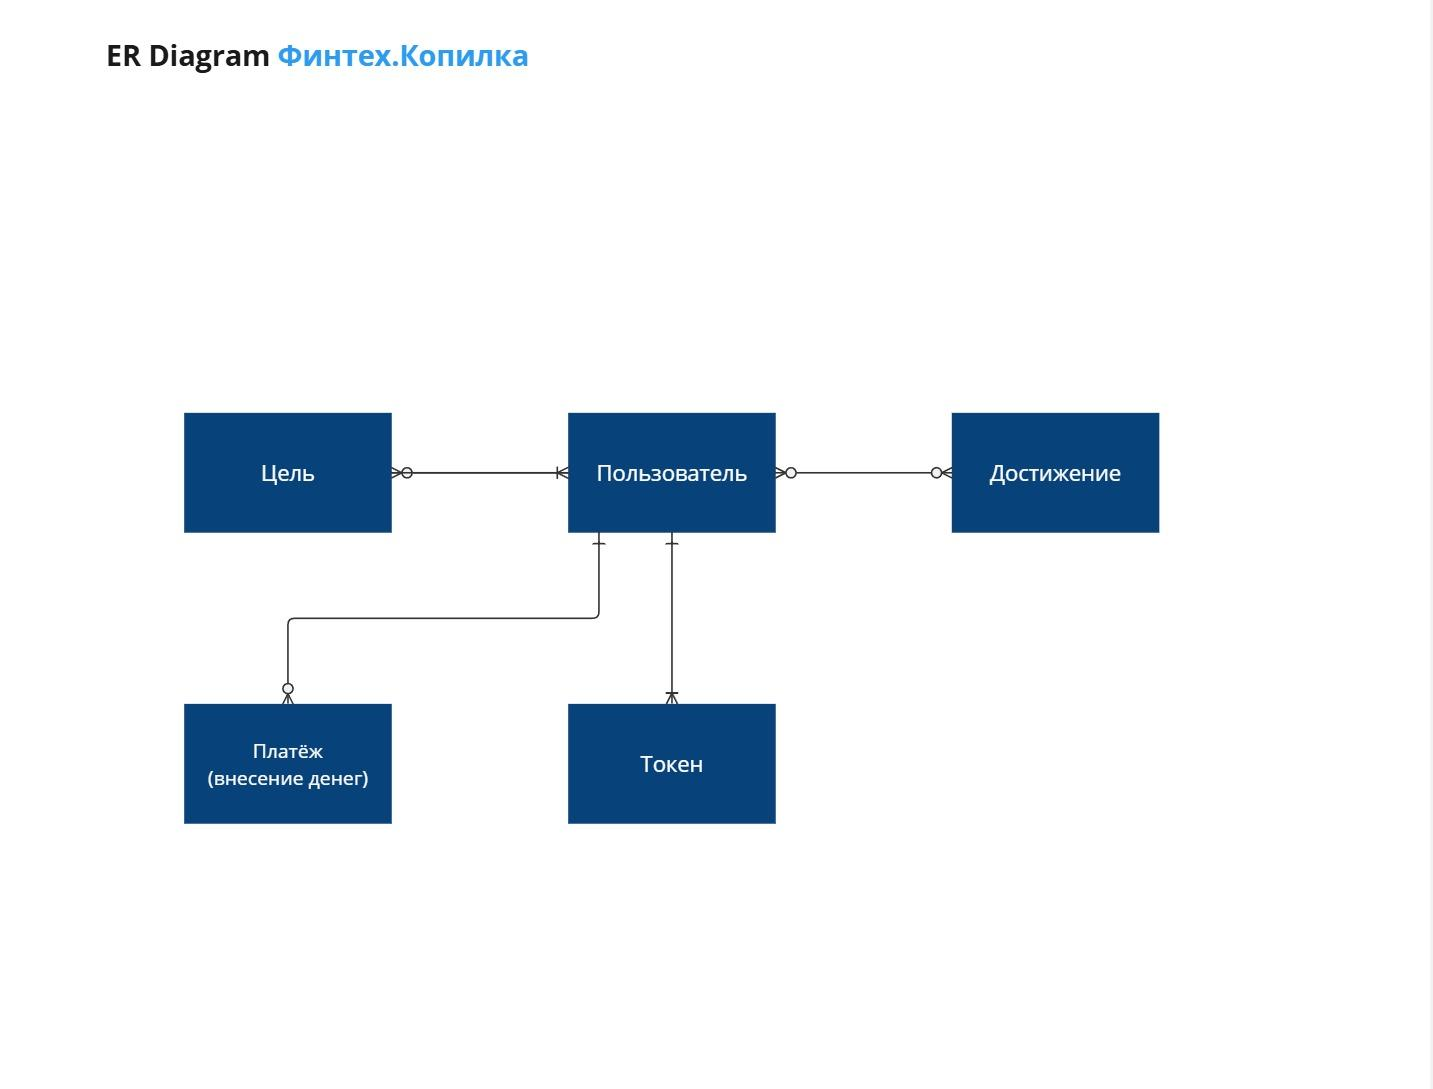 ER Diagram Финтех.Копилка
Цель
Пользователь
Достижение
Платёж
(внесение денег)
Токен